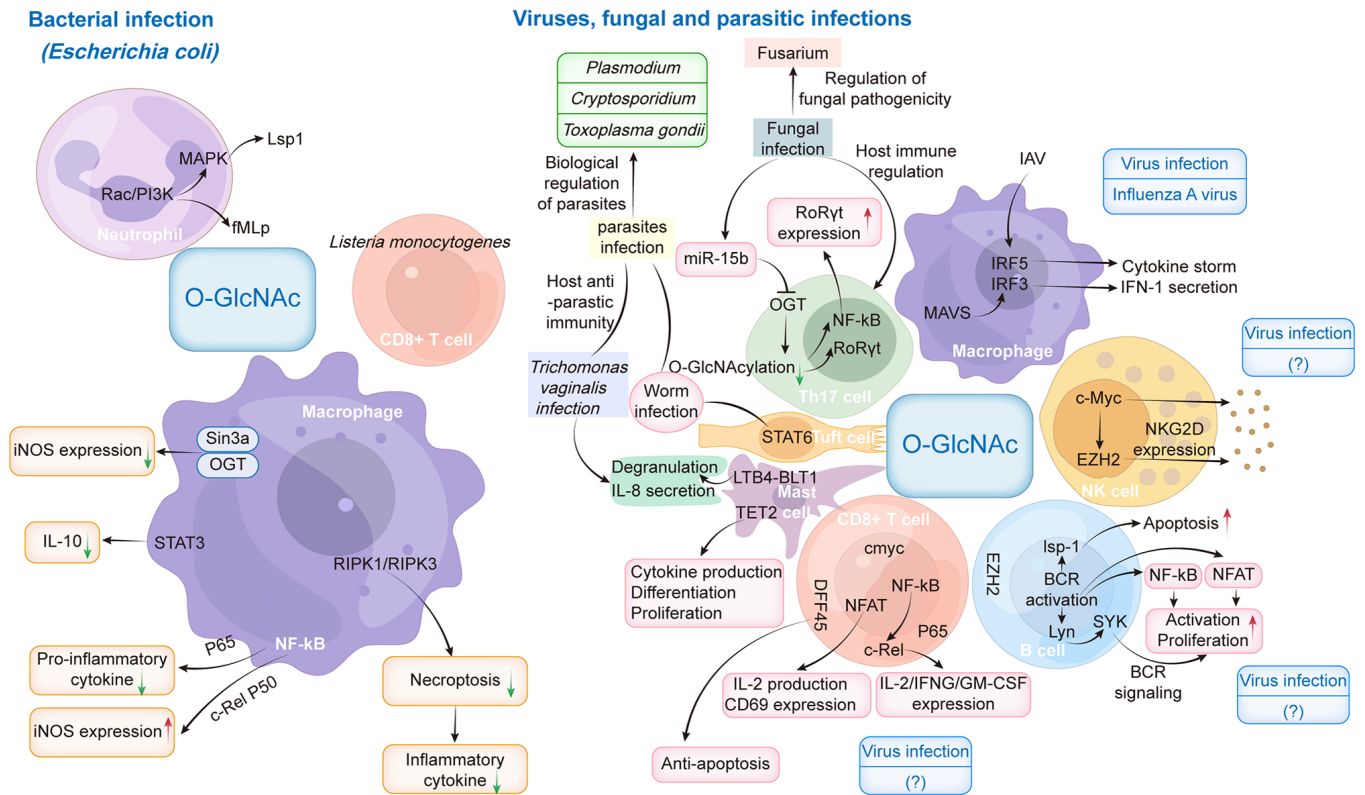 Bacterial infection
(Escherichia coli)
MAPK
Lsp1
Rac/PI3K
fMLp
Neutrophil
O-GlcNAc
Listeria monocytogenes
CD8+ T cell
Macrophage
Sin3a
OGT
iNOS expression
IL-10
STAT3
RIPK1/RIPK3
P65
NF-kB
Pro-inflammatory
cytokine
c-Rel P50
iNOS expression
Necroptosis
Inflammatory
cytokine
Viruses, fungal and parasitic infections
Plasmodium
Cryptosporidium
Toxoplasma gondii
Biological
regulation
of parasites
parasites
infection
Host anti
-parastic
immunity
Trichomonas
vaginalis
infection
Worm
infection
Fusarium
Regulation of
fungal pathogenicity
Fungal
infection
Host immune
regulation
miR-15b
RoRγt
expression
OGT
NF-kB
RoRγt
O-GlcNAcylation
Th17 cell
IAV
IRF5
IRF3
MAVS
Macrophage
Cytokine storm
IFN-1 secretion
Virus infection
Influenza A virus
STAT6
Tuft cell
O-GlcNAc
Degranulation
IL-8 secretion
LTB4-BLT1
Mast
cell
TET2
Cytokine production
Differentiation
Proliferation
c-Myc
EZH2
NKG2D
expression
NK cell
Virus infection
(?)
CD8+ T cell
cmyc
NF-kB
NFAT
DFF45
P65
c-Rel
IL-2 production
CD69 expression
IL-2/IFNG/GM-CSF
expression
Anti-apoptosis
Virus infection
(?)
EZH2
lsp-1
BCR
activation
Lyn
SYK
B cell
Apoptosis
NF-kB
NFAT
Activation
Proliferation
BCR
signaling
Virus infection
(?)